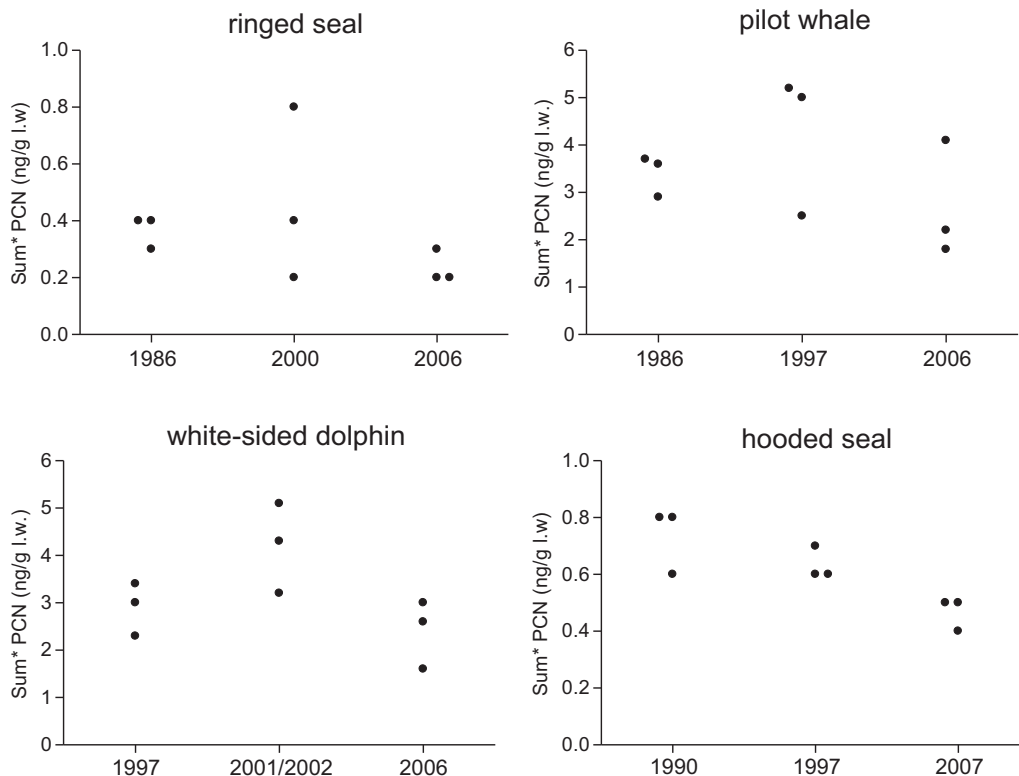 ringed seal
1.0
0.8
0.6
0.4
0.2
0.0
Sum* PCN (ng/g l.w)
1986 2000 2006
pilot whale
6
5
4
3
2
1
0
Sum* PCN (ng/g l.w.)
1986 1997 2006
white-sided dolphin
6
5
4
3
2
1
0
Sum* PCN (ng/g l.w.)
1997 2001/2002 2006
hooded seal
1.0
0.8
0.6
0.4
0.2
0.0
Sum* PCN (ng/g l.w)
1990 1997 2007